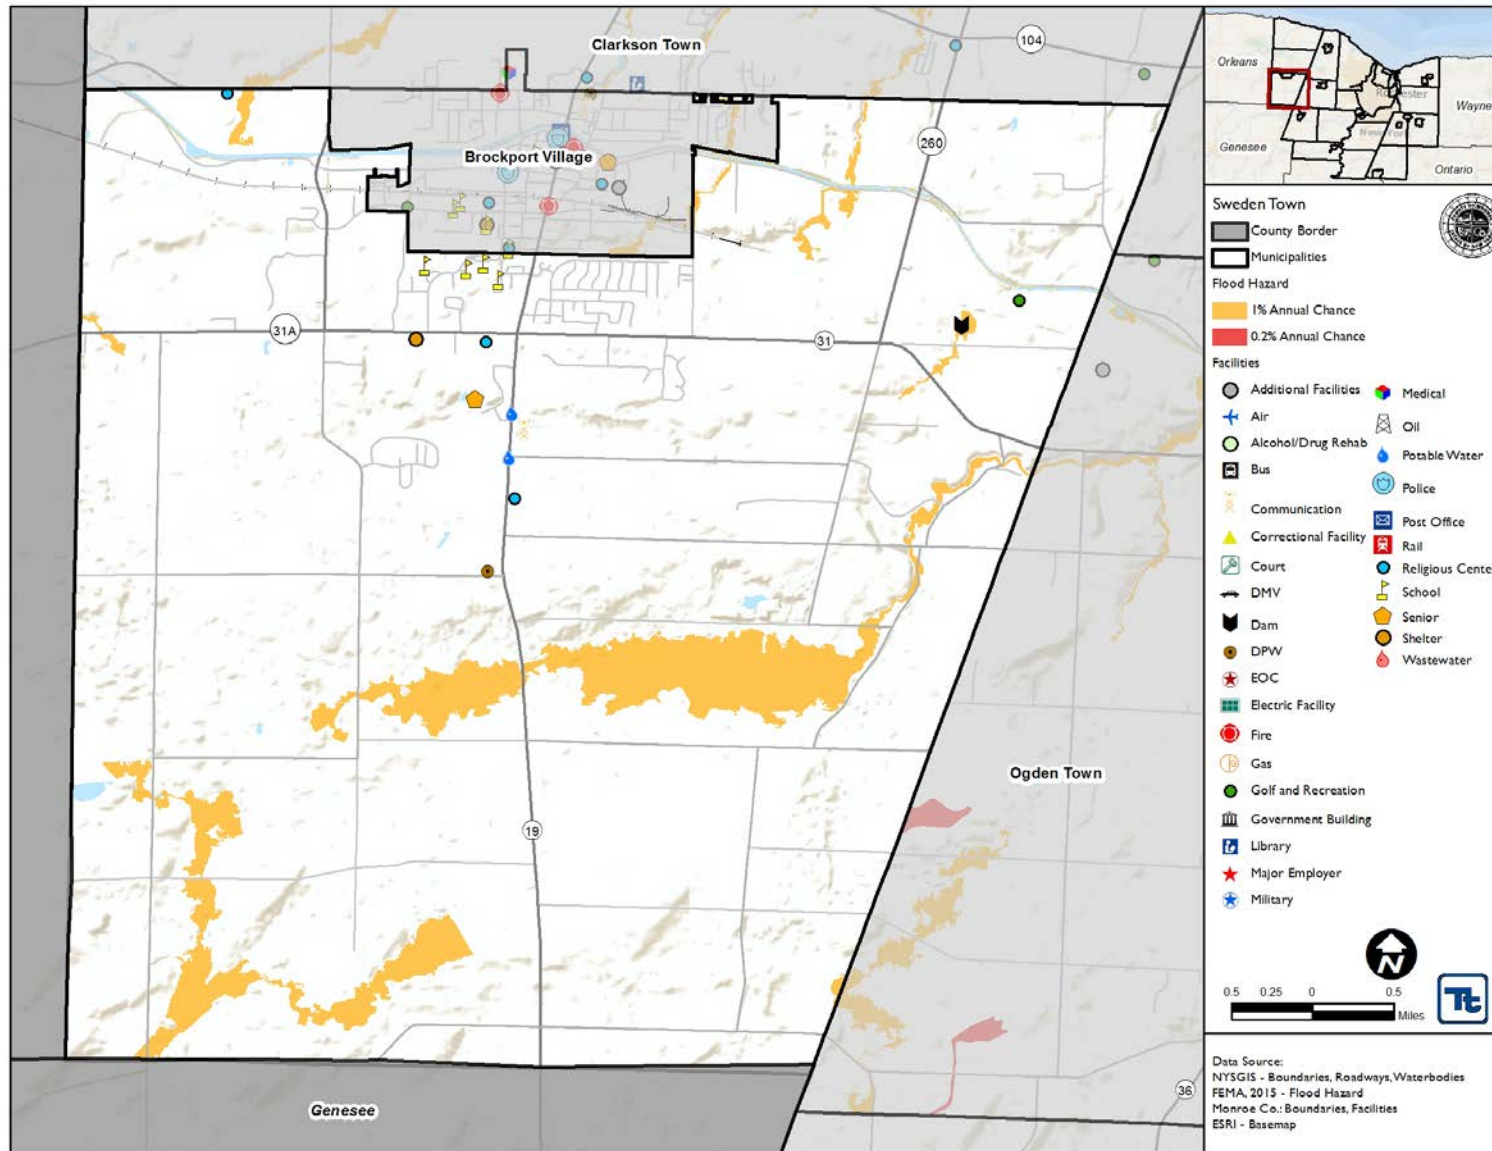 Clarkson Town
104
Brockport Village
260
31A
31
19
Ogden Town
36
Genesee
Orleans
Rochester
Wayne
New York
Genesee
Ontario
Sweden Town
County Border
Municipalities
Flood Hazard
1% Annual Chance
0.2% Annual Chance
Facilities
Additional Facilities
Air
Alcohol/Drug Rehab
Bus
Communication
Correctional Facility
Court
DMV
Dam
DPW
EOC
Electric Facility
Fire
Gas
Golf and Recreation
Government Building
Library
Major Employer
Military
Medical
Oil
Potable Water
Police
Post Office
Rail
Religious Cente
School
Senior
Shelter
Wastewater
N
0.5 0.25 0 0.5
Miles
Tt
Data Source:
NYSGIS - Boundaries, Roadways, Waterbodies
FEMA, 2015 - Flood Hazard
Monroe Co.: Boundaries, Facilities
ESRI - Basemap